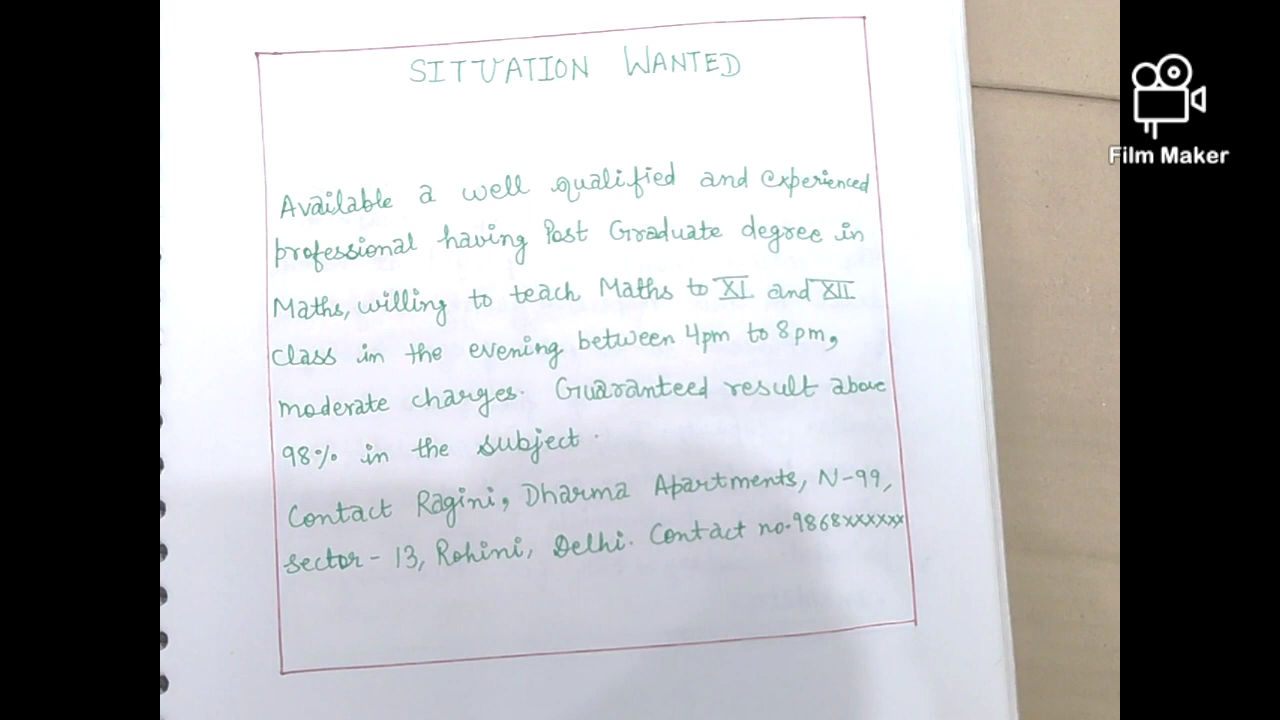 SITUATION WANTED
Available a well qualified and experienced
professional having Post Graduate degree in
Maths, willing to teach Maths to XI and XII
class in the evening between 4pm to 8pm,
moderate charges. Guaranteed result above
98% in the subject.
Contact Ragini, Dharma Apartments, N-99,
sector - 13, Rohini, Delhi. Contact no. 9868xxxxxx
Film Maker